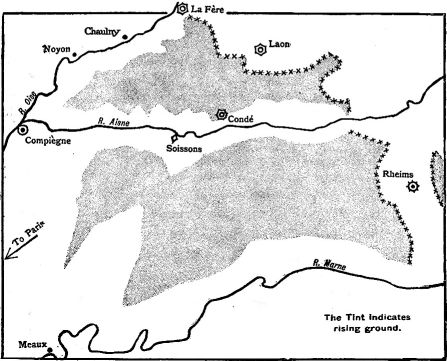 La Fère
Chaulny
Noyon
Laon
R. Oise
R. Aisne
Condé
Compiègne
Soissons
Rheims
To Paris
R. Marne
The Tint indicates
rising ground.
Meaux